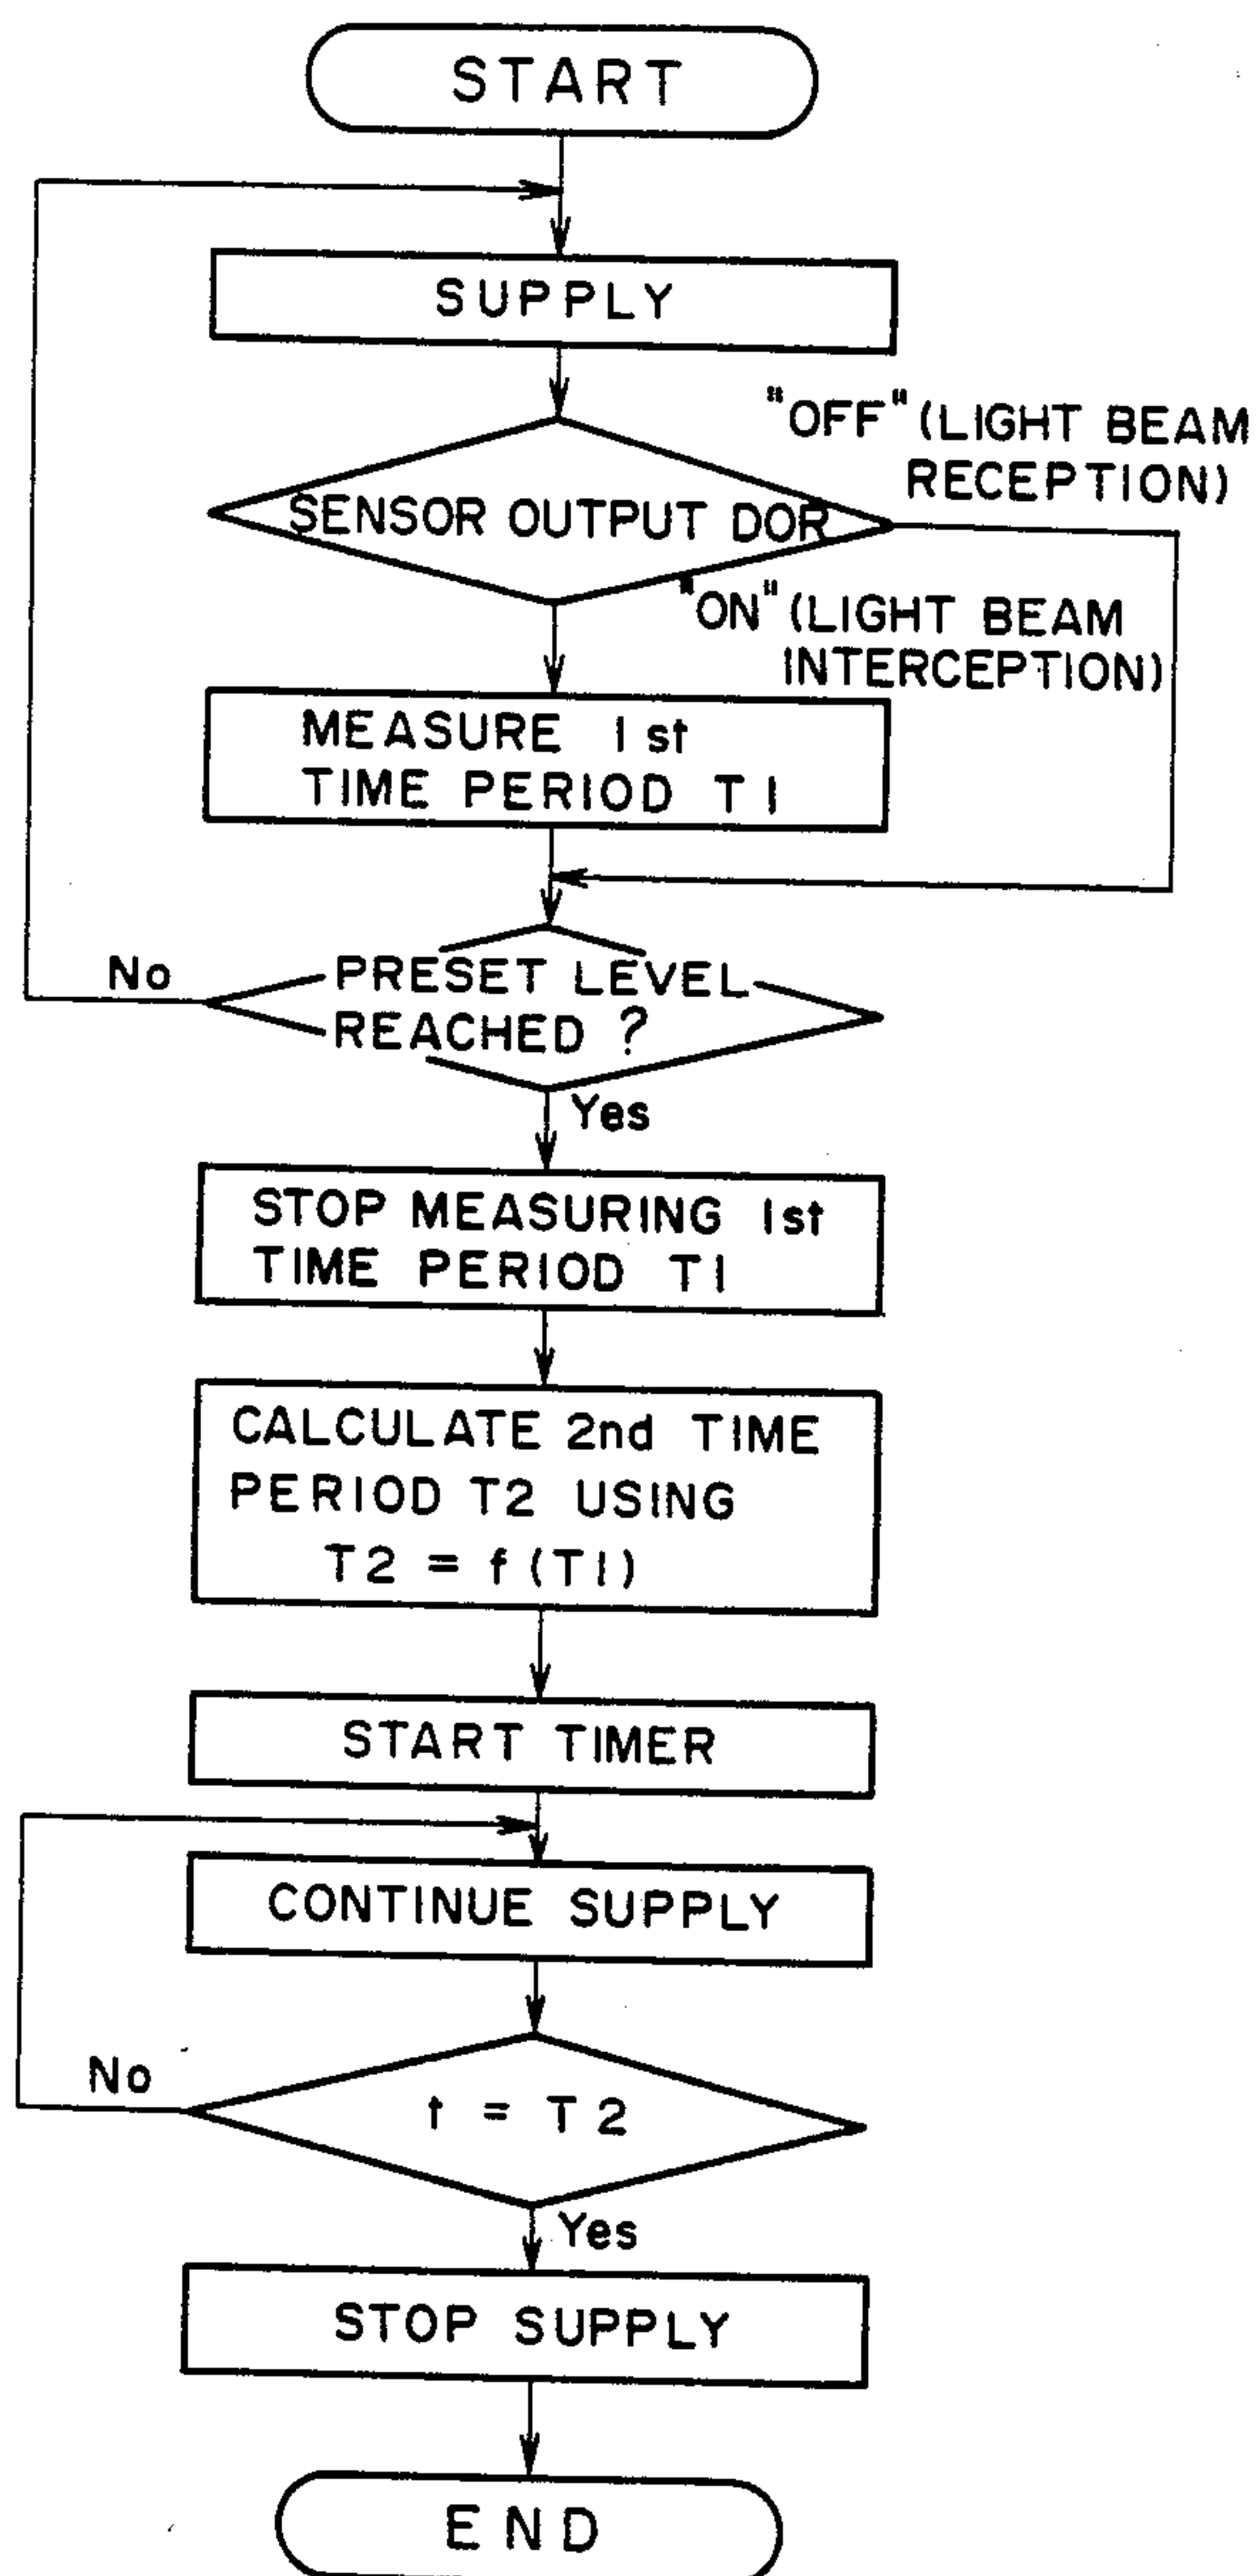 START
SUPPLY
"OFF" (LIGHT BEAM
RECEPTION)
SENSOR OUTPUT DOR
"ON" (LIGHT BEAM
INTERCEPTION)
MEASURE 1st
TIME PERIOD T1
No
PRESET LEVEL
REACHED ?
Yes
STOP MEASURING 1st
TIME PERIOD T1
CALCULATE 2nd TIME
PERIOD T2 USING
T2 = f(T1)
START TIMER
CONTINUE SUPPLY
No
t = T2
Yes
STOP SUPPLY
END